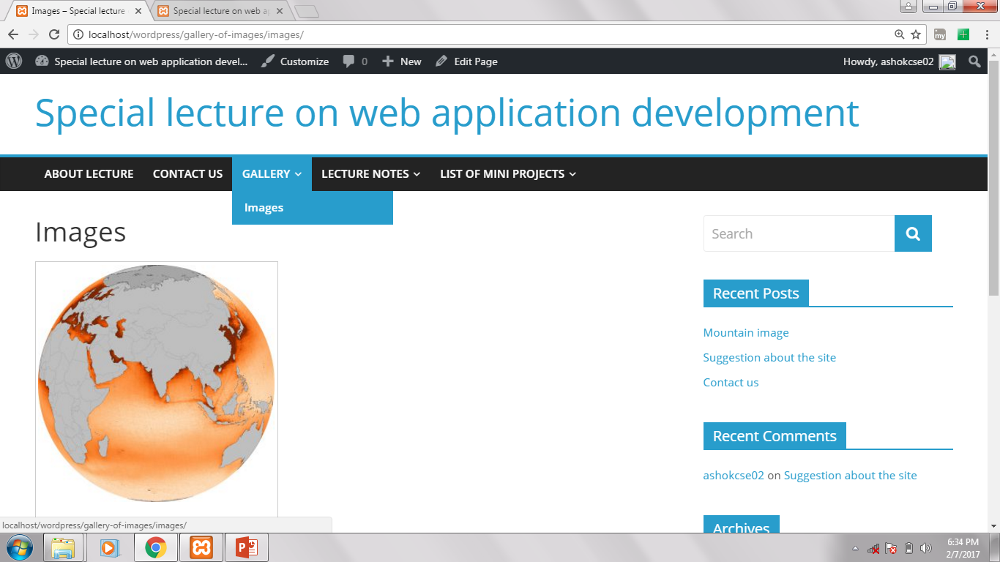 Images – Special lecture
Special lecture on web a
localhost/wordpress/gallery-of-images/images/
my
Special lecture on web application devel...
Customize
0
New
Edit Page
Howdy, ashokcse02
Special lecture on web application development
ABOUT LECTURE
CONTACT US
GALLERY
LECTURE NOTES
LIST OF MINI PROJECTS
Images
Images
Search
Recent Posts
Mountain image
Suggestion about the site
Contact us
Recent Comments
ashokcse02 on Suggestion about the site
Archives
localhost/wordpress/gallery-of-images/images/
6:34 PM
2/7/2017